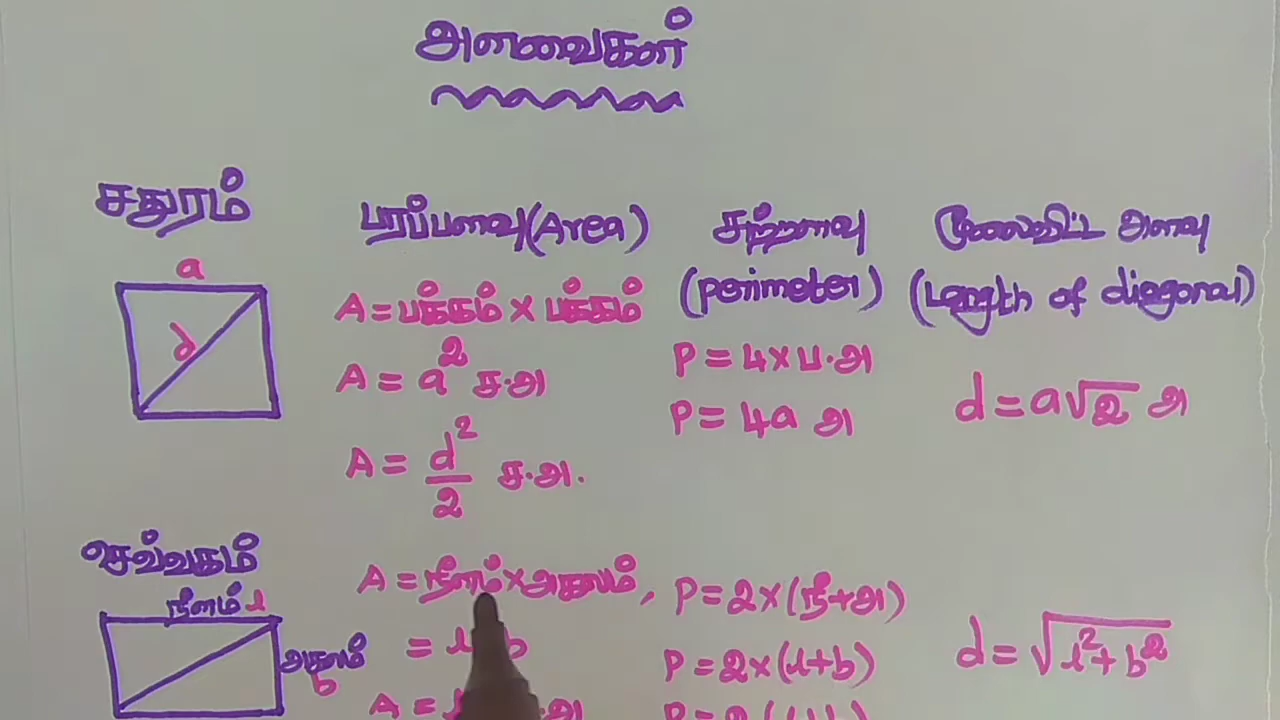 அளவைகள்
சதுரம்
a
d
பரப்பளவு(Area)
A = பக்கம் × பக்கம்
A = a² ச.அ
A = d²/2 ச.அ.
சுற்றளவு
(perimeter)
P = 4 × ப.அ
P = 4a அ
மூலைவிட்ட அளவு
(Length of diagonal)
d = a√2 அ
செவ்வகம்
நீளம் l
அகலம்
b
A = நீளம் × அகலம்,
= l b
A = l .அ
P = 2 × (நீ+அ)
P = 2 × (l+b)
P = 2 (l+b)
d = √l² + b²